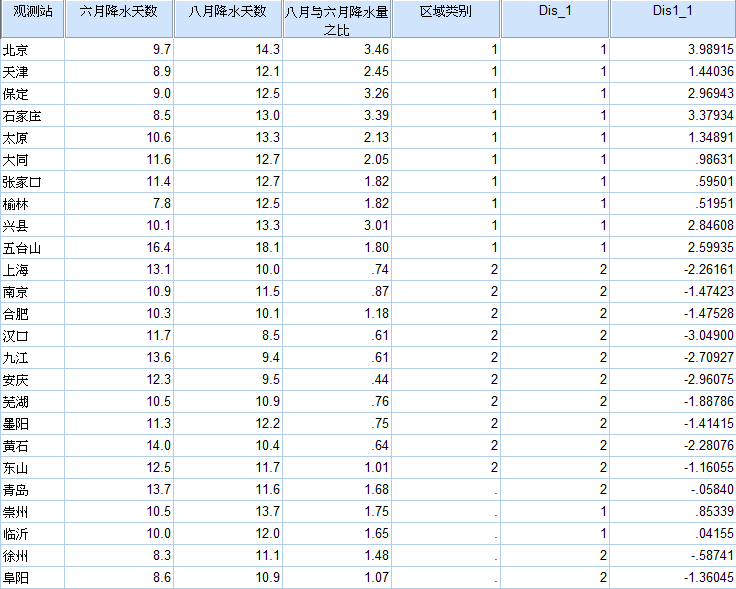 观测站 六月降水天数 八月降水天数 八月与六月降水量之比 区域类别 Dis_1 Dis1_1
北京 9.7 14.3 3.46 1 1 3.98915
天津 8.9 12.1 2.45 1 1 1.44036
保定 9.0 12.5 3.26 1 1 2.96943
石家庄 8.5 13.0 3.39 1 1 3.37934
太原 10.6 13.3 2.13 1 1 1.34891
大同 11.6 12.7 2.05 1 1 .98631
张家口 11.4 12.7 1.82 1 1 .59501
榆林 7.8 12.5 1.82 1 1 .51951
兴县 10.1 13.3 3.01 1 1 2.84608
五台山 16.4 18.1 1.80 1 1 2.59935
上海 13.1 10.0 .74 2 2 -2.26161
南京 10.9 11.5 .87 2 2 -1.47423
合肥 10.3 10.1 1.18 2 2 -1.47528
汉口 11.7 8.5 .61 2 2 -3.04900
九江 13.6 9.4 .61 2 2 -2.70927
安庆 12.3 9.5 .44 2 2 -2.96075
芜湖 10.5 10.9 .76 2 2 -1.88786
墨阳 11.3 12.2 .75 2 2 -1.41415
黄石 14.0 10.4 .64 2 2 -2.28076
东山 12.5 11.7 1.01 2 2 -1.16055
青岛 13.7 11.6 1.68 . 2 -.05840
崇州 10.5 13.7 1.75 . 1 .85339
临沂 10.0 12.0 1.65 . 1 .04155
徐州 8.3 11.1 1.48 . 2 -.58741
阜阳 8.6 10.9 1.07 . 2 -1.36045